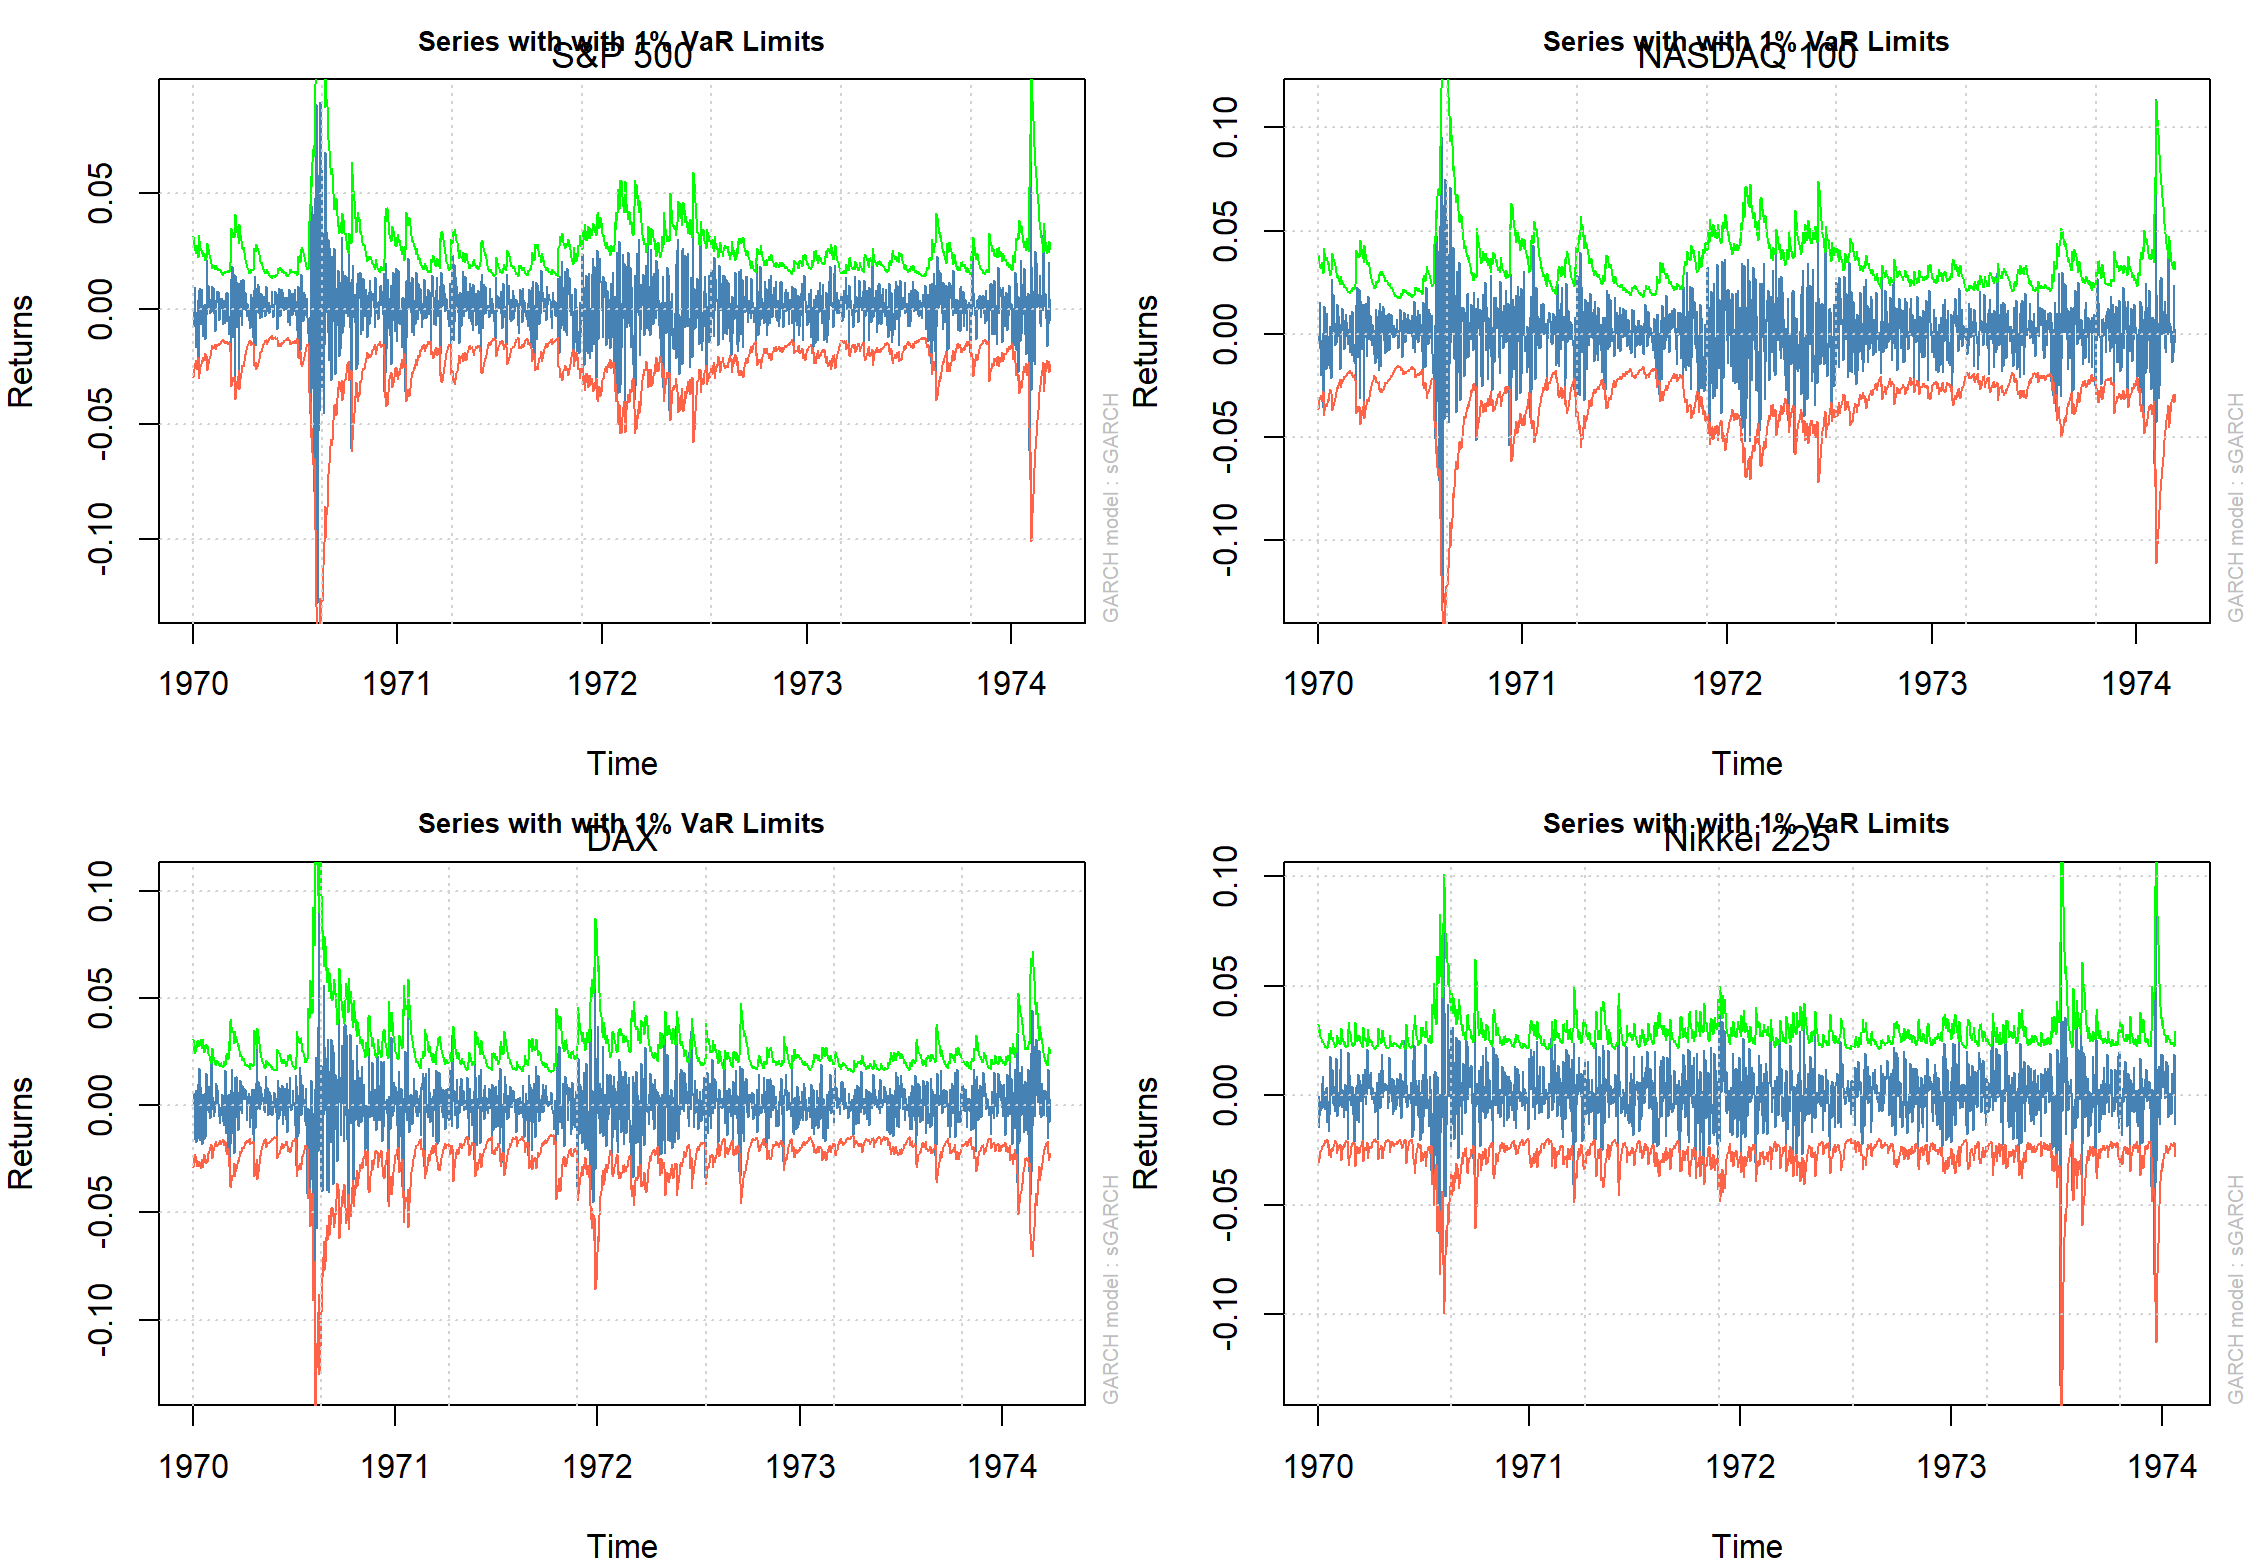 Series with with 1% VaR Limits
S&P 500
Returns
0.05
0.00
-0.05
-0.10
1970 1971 1972 1973 1974
Time
GARCH model : sGARCH
Series with with 1% VaR Limits
NASDAQ 100
Returns
0.10
0.05
0.00
-0.05
-0.10
1970 1971 1972 1973 1974
Time
GARCH model : sGARCH
Series with with 1% VaR Limits
DAX
Returns
0.10
0.05
0.00
-0.05
-0.10
1970 1971 1972 1973 1974
Time
GARCH model : sGARCH
Series with with 1% VaR Limits
Nikkei 225
Returns
0.10
0.05
0.00
-0.05
-0.10
1970 1971 1972 1973 1974
Time
GARCH model : sGARCH